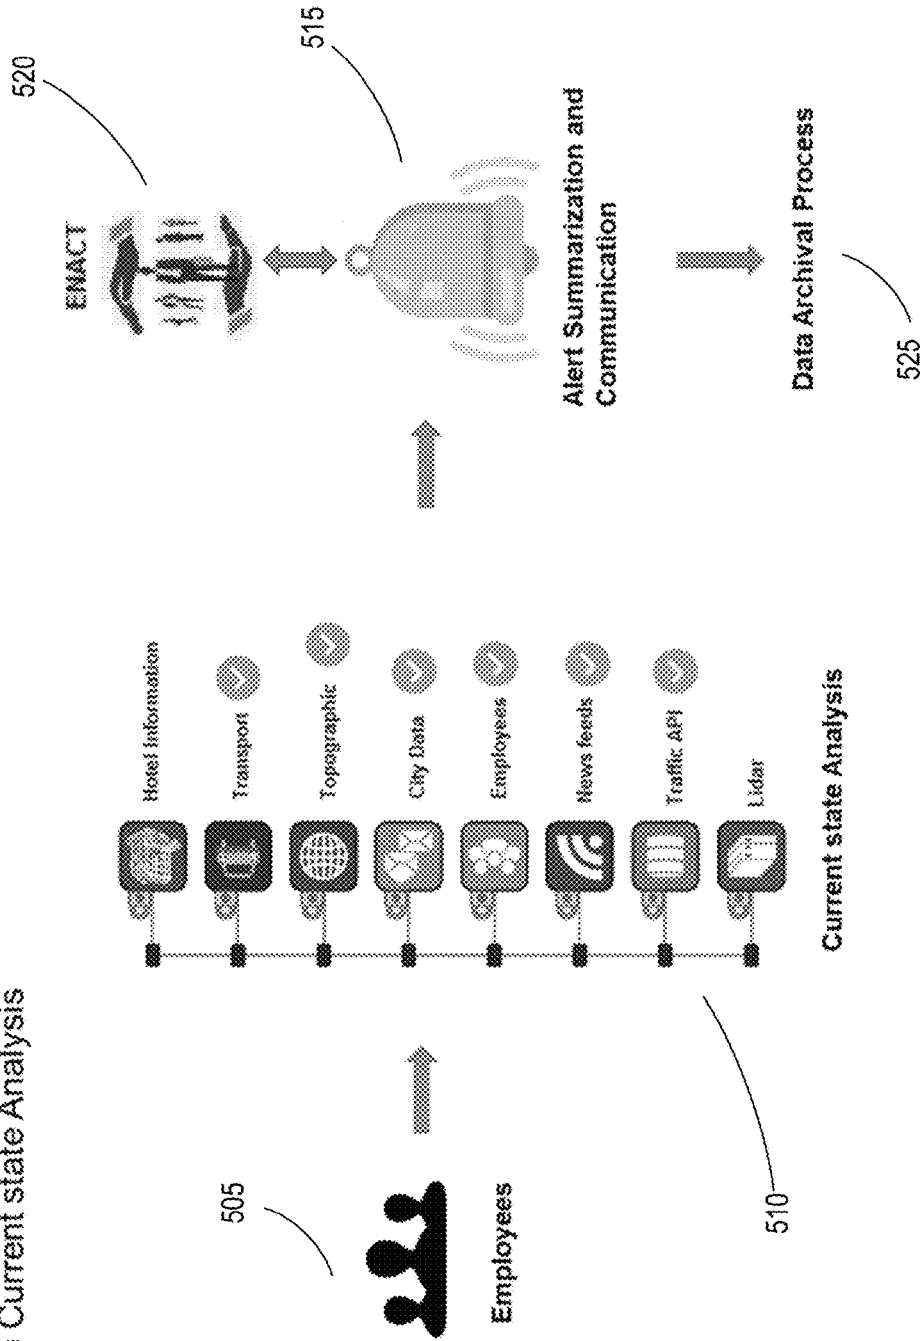 Current state Analysis
505
Employees
510
Hotel Information
Transport
Topographic
City Data
Employees
News feeds
Traffic API
Lidar
Current state Analysis
ENACT
520
515
Alert Summarization and
Communication
Data Archival Process
525